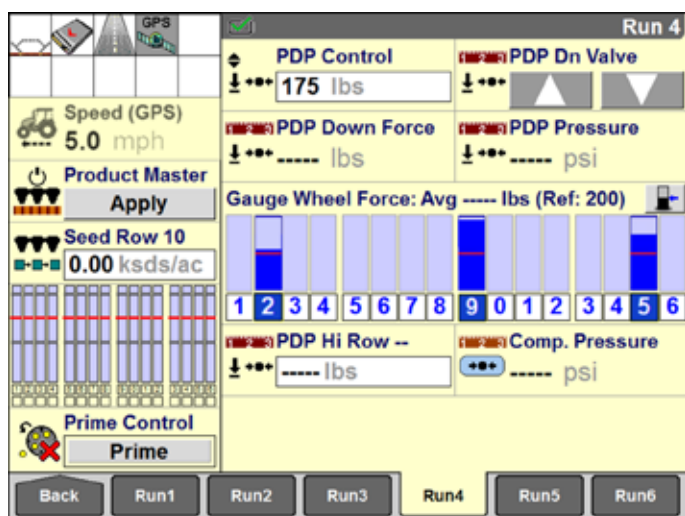 GPS
Run 4
Speed (GPS)
5.0 mph
Product Master
Apply
Seed Row 10
0.00 ksds/ac
Prime Control
Prime
PDP Control
175 lbs
PDP Dn Valve
PDP Down Force
----- lbs
PDP Pressure
----- psi
Gauge Wheel Force: Avg ----- lbs (Ref: 200)
1 2 3 4 5 6 7 8 9 0 1 2 3 4 5 6
PDP Hi Row --
----- lbs
Comp. Pressure
----- psi
Back Run1 Run2 Run3 Run4 Run5 Run6